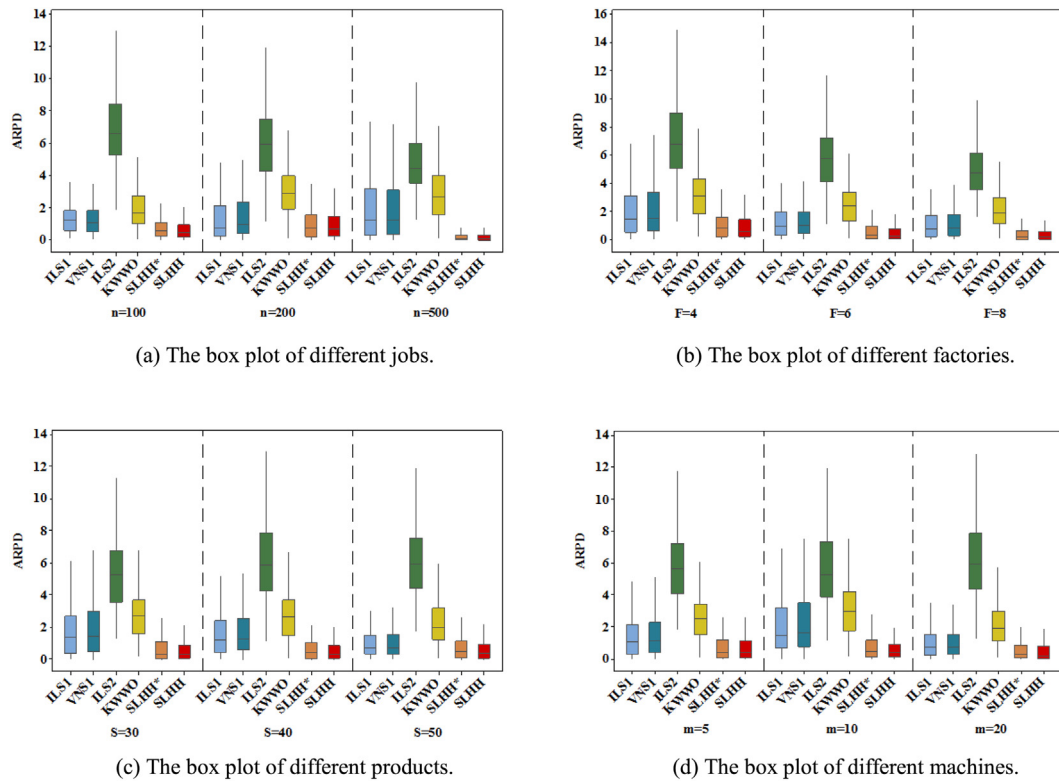 14
12
10
8
6
4
2
0
ARPD
ILS1 VNS1 ILS2 KWWO SLHH* SLHH ILS1 VNS1 ILS2 KWWO SLHH* SLHH ILS1 VNS1 ILS2 KWWO SLHH* SLHH
n=100 n=200 n=500
(a) The box plot of different jobs.
16
14
12
10
8
6
4
2
0
ARPD
ILS1 VNS1 ILS2 KWWO SLHH* SLHH ILS1 VNS1 ILS2 KWWO SLHH* SLHH ILS1 VNS1 ILS2 KWWO SLHH* SLHH
F=4 F=6 F=8
(b) The box plot of different factories.
14
12
10
8
6
4
2
0
ARPD
ILS1 VNS1 ILS2 KWWO SLHH* SLHH ILS1 VNS1 ILS2 KWWO SLHH* SLHH ILS1 VNS1 ILS2 KWWO SLHH* SLHH
S=30 S=40 S=50
(c) The box plot of different products.
14
12
10
8
6
4
2
0
ARPD
ILS1 VNS1 ILS2 KWWO SLHH* SLHH ILS1 VNS1 ILS2 KWWO SLHH* SLHH ILS1 VNS1 ILS2 KWWO SLHH* SLHH
m=5 m=10 m=20
(d) The box plot of different machines.